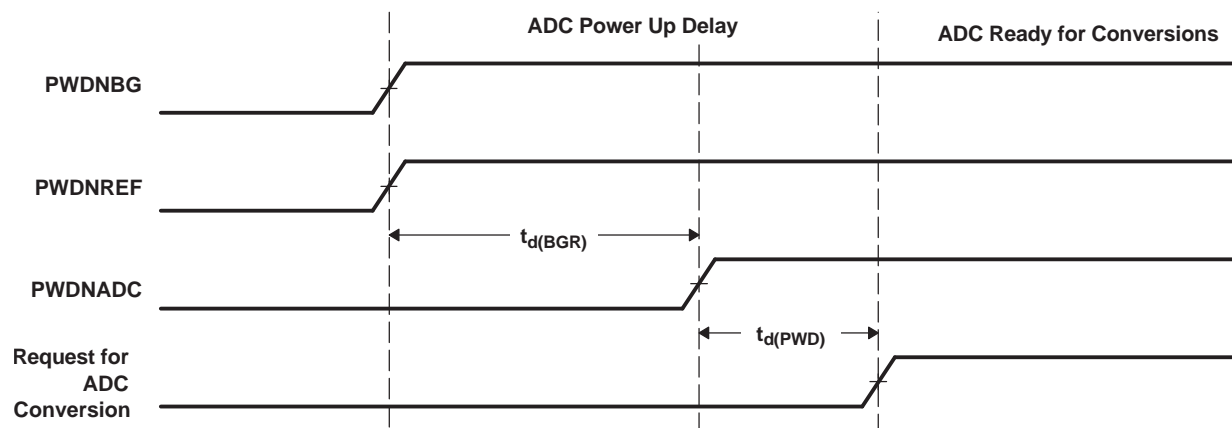 ADC Power Up Delay
ADC Ready for Conversions
PWDNBG
PWDNREF
td(BGR)
PWDNADC
td(PWD)
Request for
ADC
Conversion